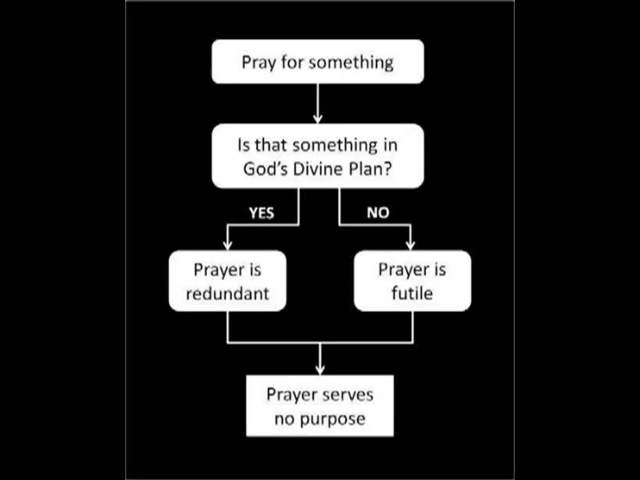 Pray for something
Is that something in
God's Divine Plan?
YES
NO
Prayer is
redundant
Prayer is
futile
Prayer serves
no purpose